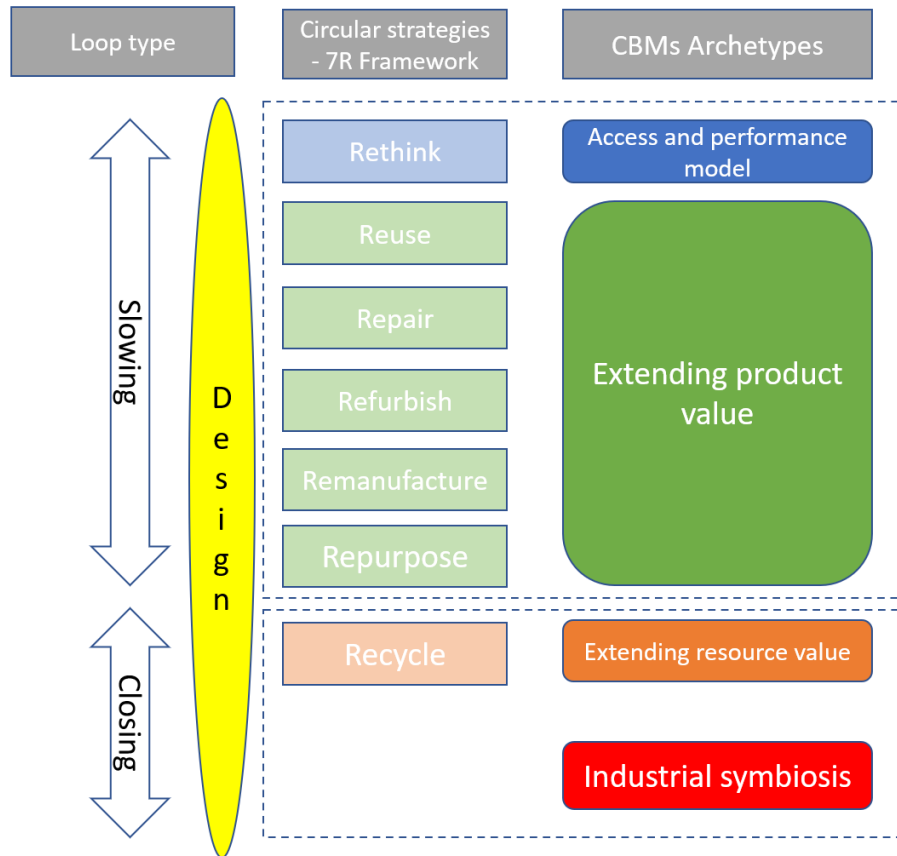 Loop type
Circular strategies
- 7R Framework
CBMs Archetypes
Slowing
Design
Rethink
Access and performance
model
Reuse
Repair
Refurbish
Remanufacture
Repurpose
Extending product
value
Closing
Recycle
Extending resource value
Industrial symbiosis